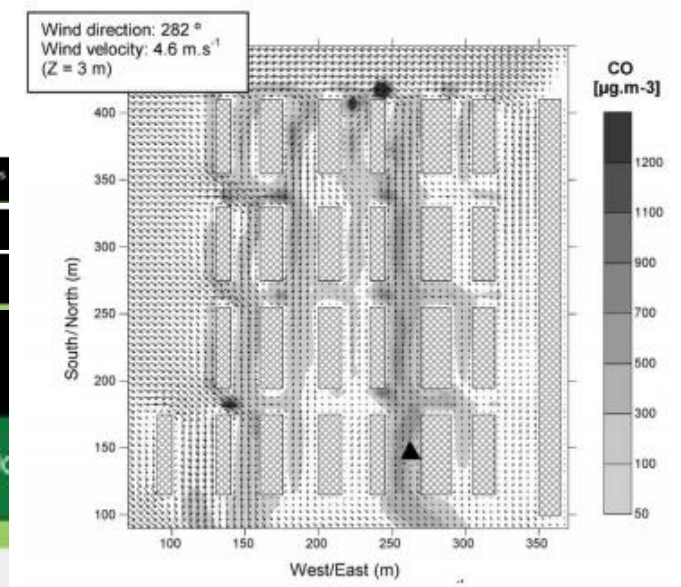 Wind direction: 282 º
Wind velocity: 4.6 m.s⁻¹
(Z = 3 m)
CO
[µg.m-3]
1200
1100
900
700
500
300
100
50
South/North (m)
400
350
300
250
200
150
100
100 150 200 250 300 350
West/East (m)